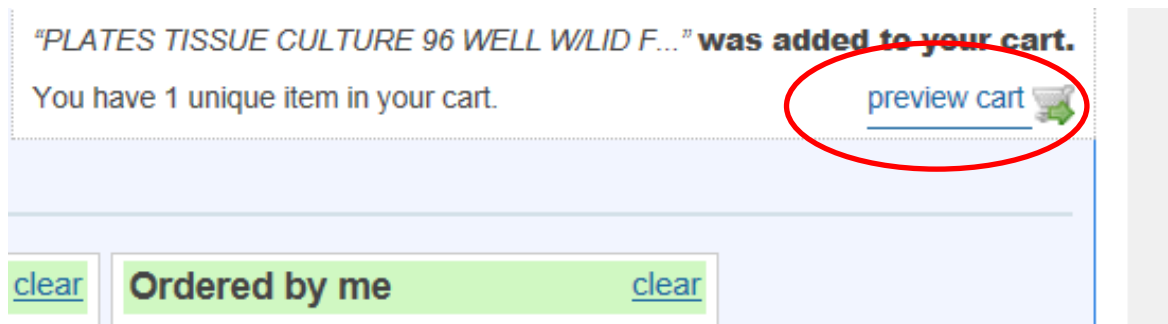 “PLATES TISSUE CULTURE 96 WELL W/LID F...” was added to your cart.
You have 1 unique item in your cart. preview cart
clear Ordered by me clear